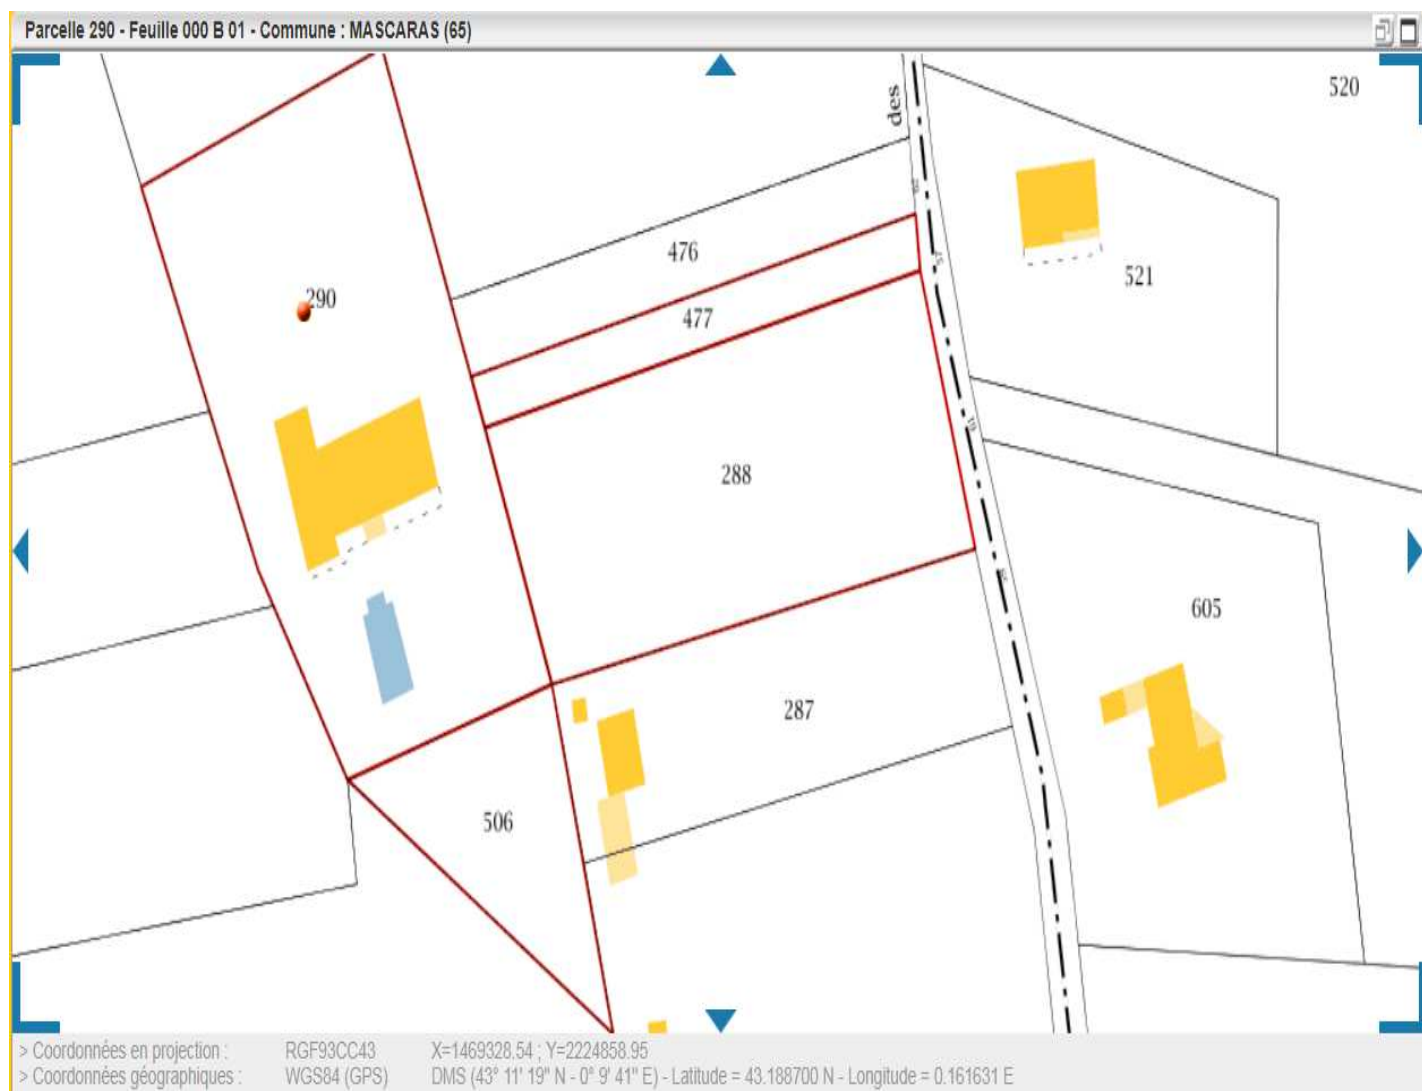 Parcelle 290 - Feuille 000 B 01 - Commune : MASCARAS (65)
520
des
476
521
290
477
288
605
287
506
> Coordonnées en projection : RGF93CC43 X=1469328.54 ; Y=2224858.95
> Coordonnées géographiques : WGS84 (GPS) DMS (43° 11' 19" N - 0° 9' 41" E) - Latitude = 43.188700 N - Longitude = 0.161631 E